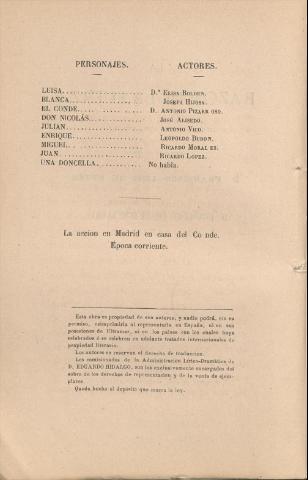 PERSONAJES. ACTORES.
LUISA D.ª ELISA BOLDUN.
BLANCA JOSEFA HIJOSA.
EL CONDE D. ANTONIO PIZARROSO.
DON NICOLÁS JOSÉ ALISEDO.
JULIAN ANTONIO VICO.
ENRIQUE LEOPOLDO BURON.
MIGUEL RICARDO MORALES.
JUAN RICARDO LOPEZ.
UNA DONCELLA No habla.
La accion en Madrid en casa del Conde.
Época corriente.
Esta obra es propiedad de sus autores, y nadie podrá, sin su
permiso, reimprimirla ni representarla en España, ni en sus
posesiones de Ultramar, ni en los países con los cuales haya
celebrados ó se celebren en adelante tratados internacionales de
propiedad literaria.
Los autores se reservan el derecho de traduccion.
Los comisionados de la Administración Lírico-Dramática de
D. EDUARDO HIDALGO, son los exclusivamente encargados del
cobro de los derechos de representacion y de la venta de ejem-
plares.
Queda hecho el depósito que marca la ley.